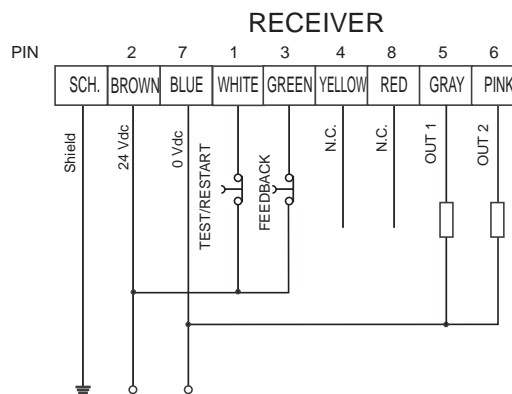 RECEIVER
PIN 2 7 1 3 4 8 5 6
SCH. BROWN BLUE WHITE GREEN YELLOW RED GRAY PINK
Shield
24 Vdc
0 Vdc
TEST/RESTART
FEEDBACK
N.C.
N.C.
OUT 1
OUT 2